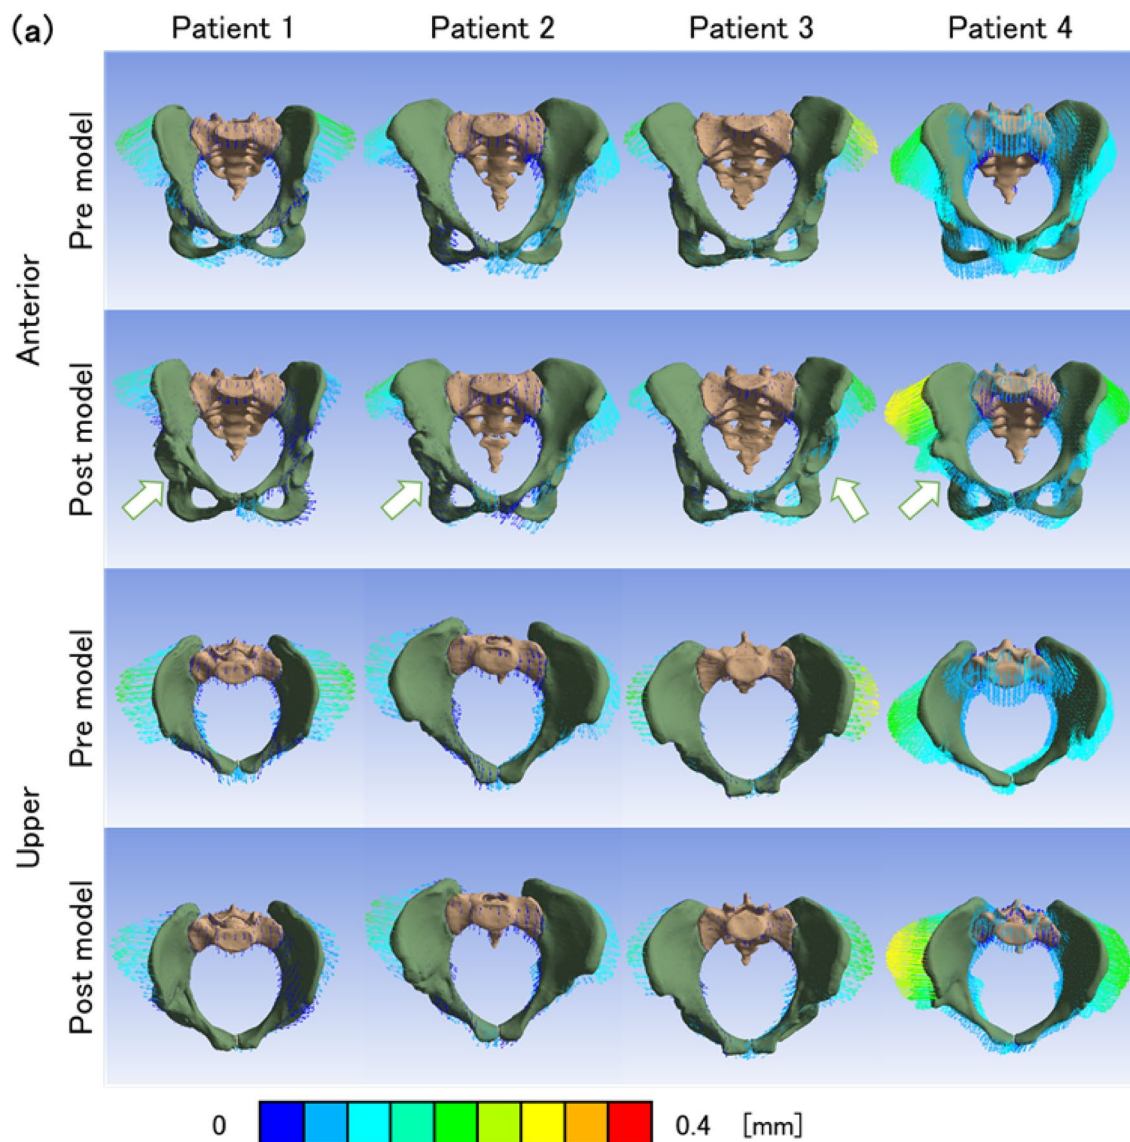 (a)
Patient 1 Patient 2 Patient 3 Patient 4
Anterior
Pre model
Post model
Upper
Pre model
Post model
0 0.4 [mm]